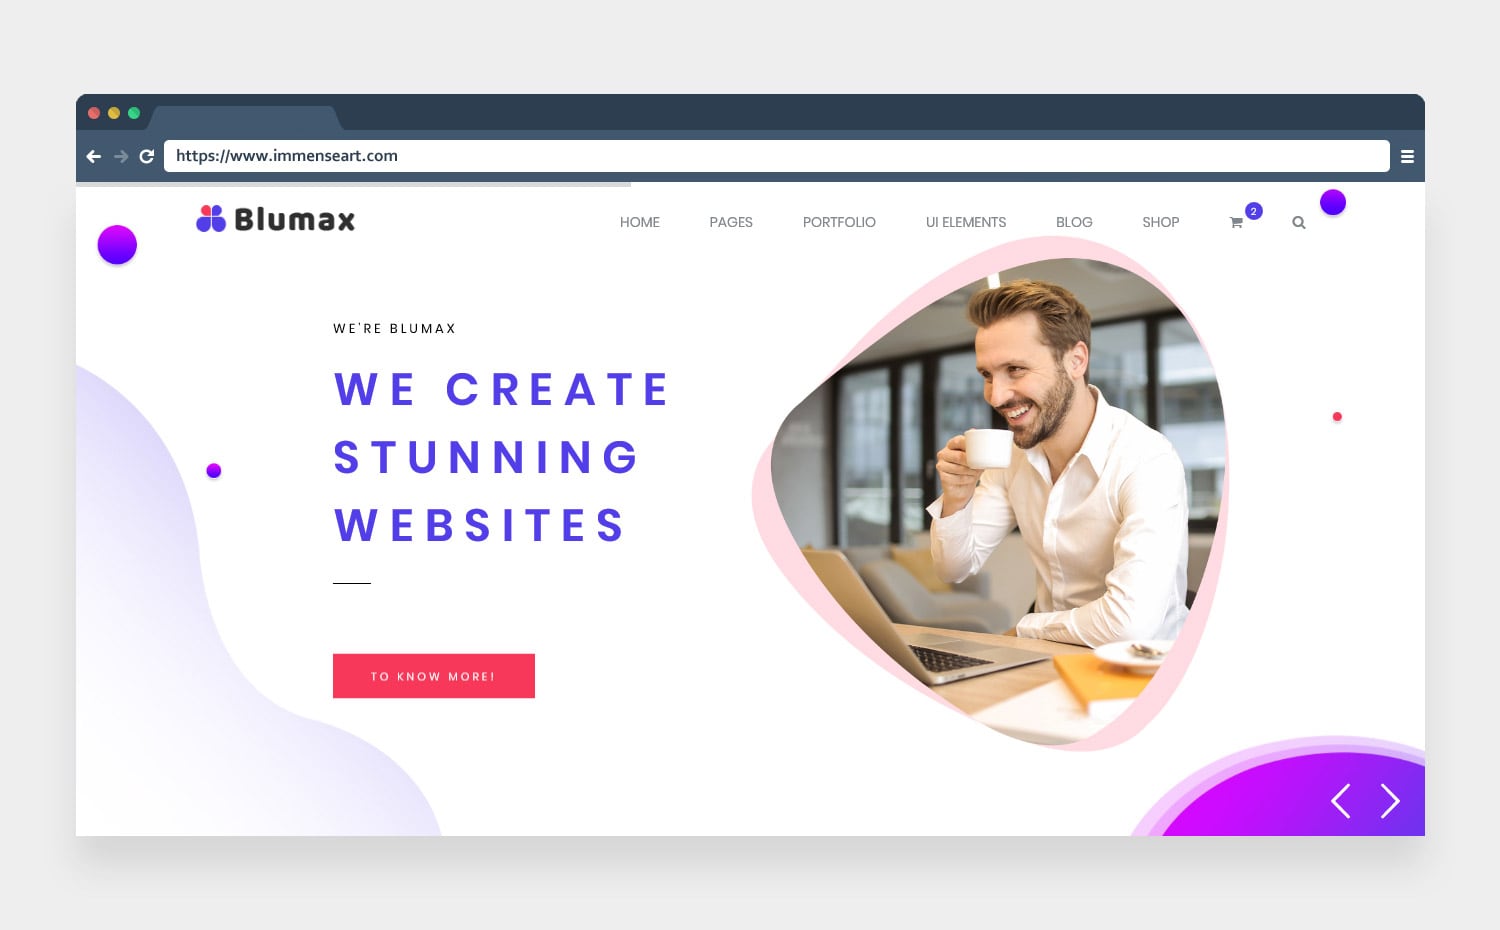 https://www.immenseart.com
Blumax
HOME PAGES PORTFOLIO UI ELEMENTS BLOG SHOP 2
WE'RE BLUMAX
WE CREATE
STUNNING
WEBSITES
TO KNOW MORE!